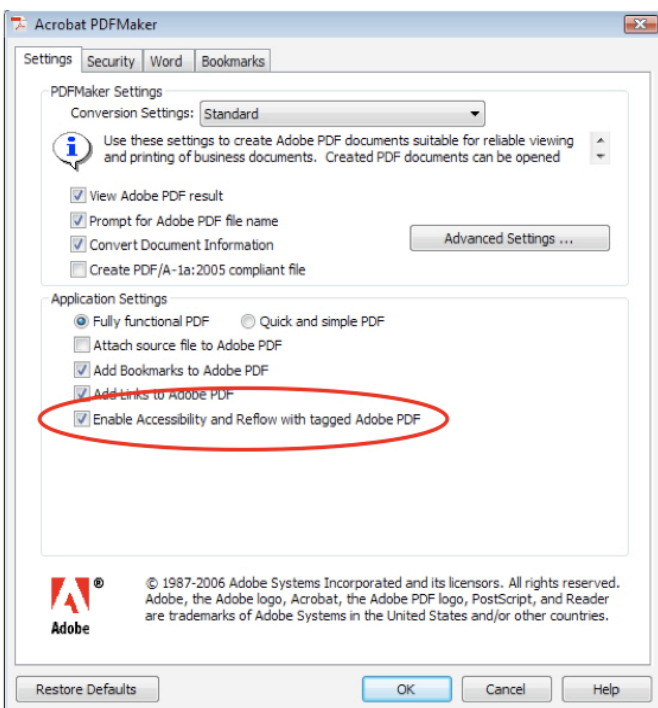 Acrobat PDFMaker
Settings Security Word Bookmarks
PDFMaker Settings
Conversion Settings: Standard
Use these settings to create Adobe PDF documents suitable for reliable viewing
and printing of business documents. Created PDF documents can be opened
View Adobe PDF result
Prompt for Adobe PDF file name
Convert Document Information
Advanced Settings ...
Create PDF/A-1a:2005 compliant file
Application Settings
Fully functional PDF Quick and simple PDF
Attach source file to Adobe PDF
Add Bookmarks to Adobe PDF
Add Links to Adobe PDF
Enable Accessibility and Reflow with tagged Adobe PDF
® © 1987-2006 Adobe Systems Incorporated and its licensors. All rights reserved.
Adobe, the Adobe logo, Acrobat, the Adobe PDF logo, PostScript, and Reader
are trademarks of Adobe Systems in the United States and/or other countries.
Adobe
Restore Defaults OK Cancel Help